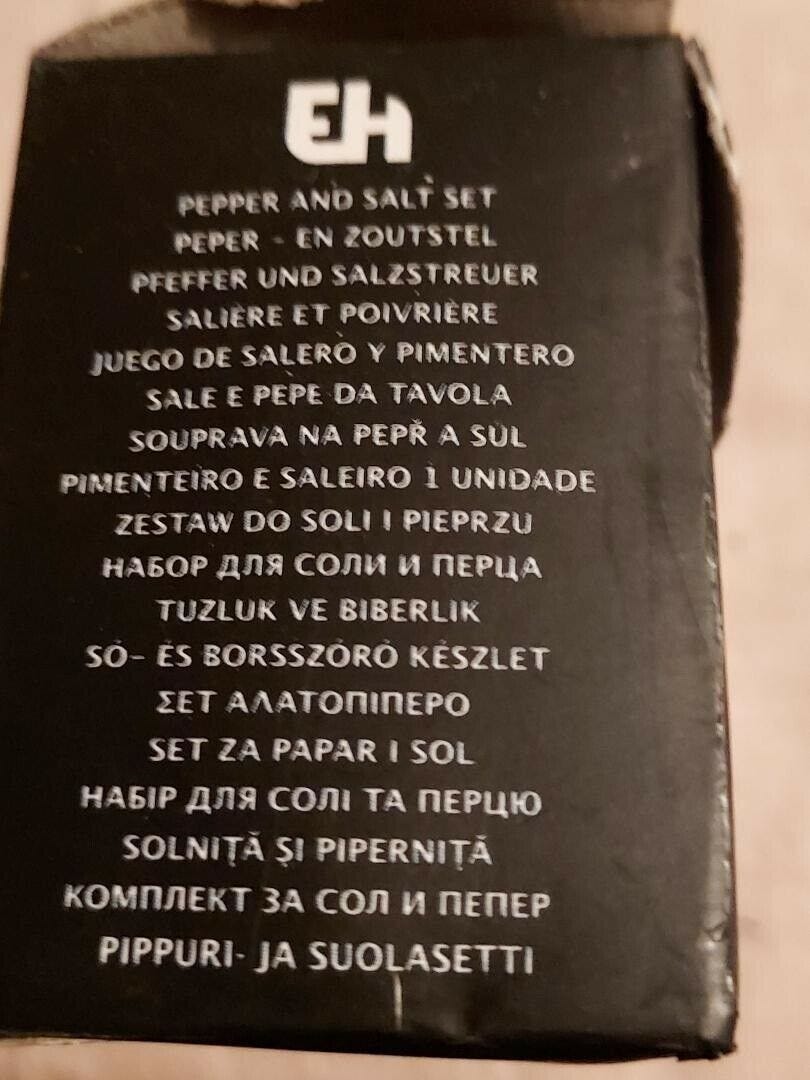 EH
PEPPER AND SALT SET
PEPER - EN ZOUTSTEL
PFEFFER UND SALZSTREUER
SALIÈRE ET POIVRIÈRE
JUEGO DE SALERO Y PIMENTERO
SALE E PEPE DA TAVOLA
SOUPRAVA NA PEPŘ A SŮL
PIMENTEIRO E SALEIRO 1 UNIDADE
ZESTAW DO SOLI I PIEPRZU
НАБОР ДЛЯ СОЛИ И ПЕРЦА
TUZLUK VE BIBERLIK
SÓ- ÉS BORSSZÓRÓ KÉSZLET
ΣΕΤ ΑΛΑΤΟΠΙΠΕΡΟ
SET ZA PAPAR I SOL
НАБІР ДЛЯ СОЛІ ТА ПЕРЦЮ
SOLNIȚĂ ȘI PIPERNIȚĂ
КОМПЛЕКТ ЗА СОЛ И ПЕПЕР
PIPPURI- JA SUOLASETTI